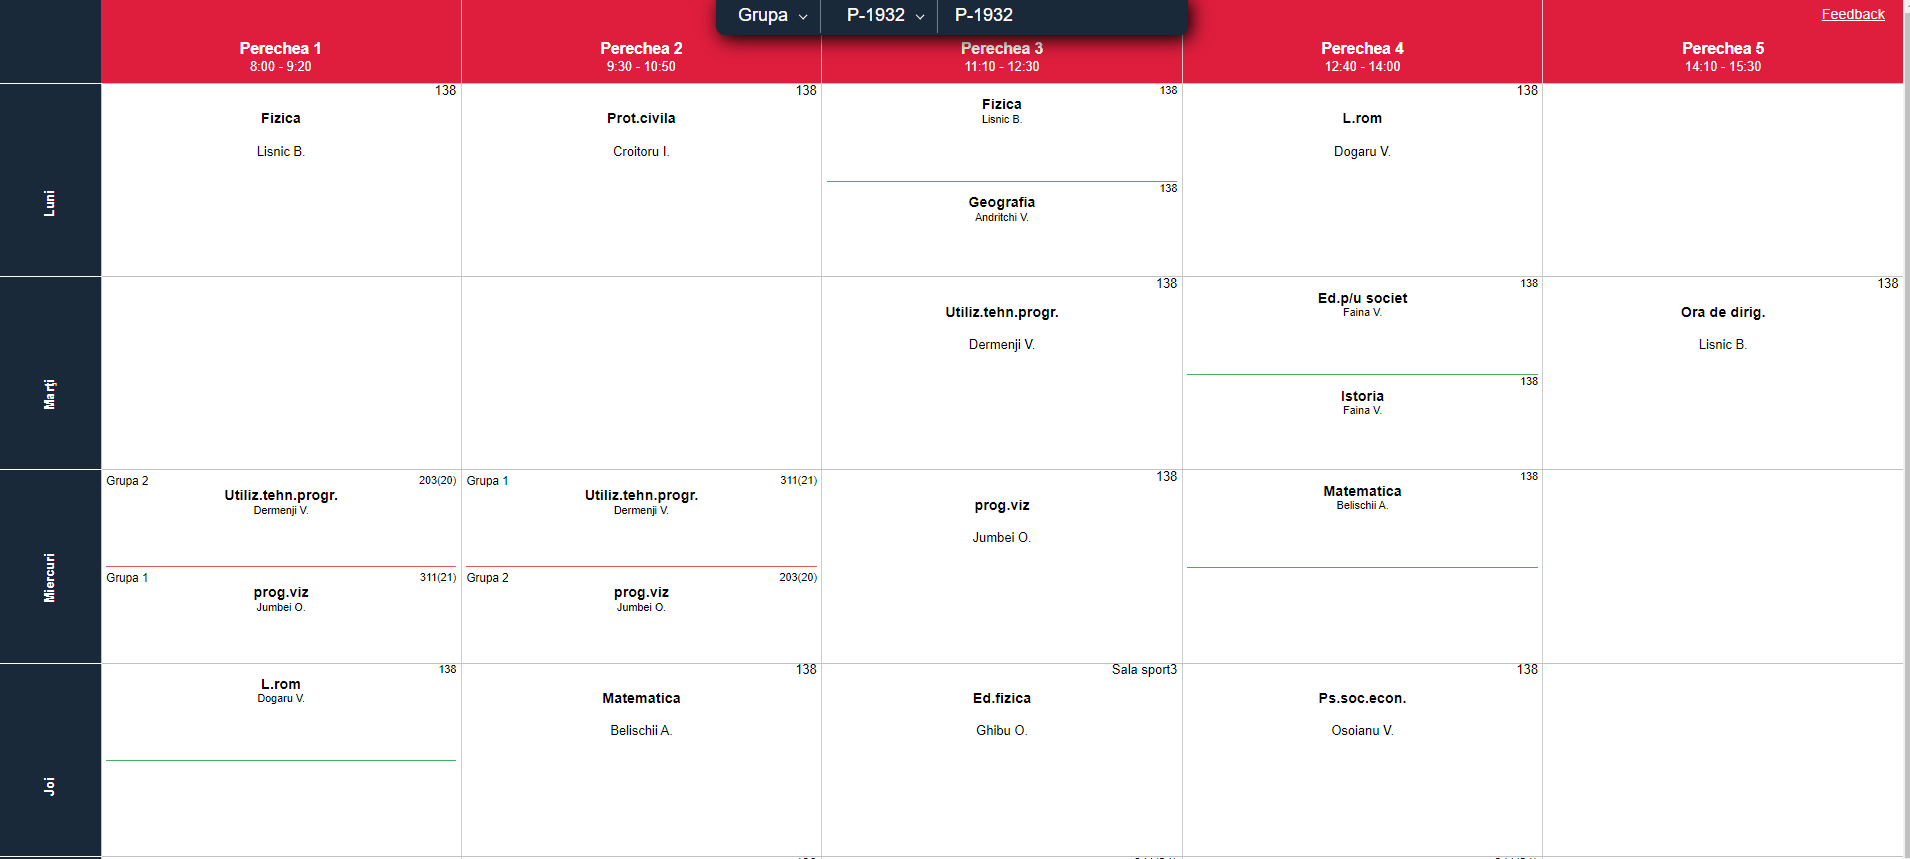 Grupa P-1932 P-1932
Feedback
Perechea 1 Perechea 2 Perechea 3 Perechea 4 Perechea 5
8:00 - 9:20 9:30 - 10:50 11:10 - 12:30 12:40 - 14:00 14:10 - 15:30
Luni
138
Fizica
Lisnic B.
138
Prot.civila
Croitoru I.
138
Fizica
Lisnic B.
138
Geografia
Andritchi V.
138
L.rom
Dogaru V.
Marţi
138
Utiliz.tehn.progr.
Dermenji V.
138
Ed.p/u societ
Faina V.
138
Istoria
Faina V.
138
Ora de dirig.
Lisnic B.
Miercuri
Grupa 2 203(20)
Utiliz.tehn.progr.
Dermenji V.
Grupa 1 311(21)
prog.viz
Jumbei O.
Grupa 1 311(21)
Utiliz.tehn.progr.
Dermenji V.
Grupa 2 203(20)
prog.viz
Jumbei O.
138
prog.viz
Jumbei O.
138
Matematica
Belischii A.
Joi
138
L.rom
Dogaru V.
138
Matematica
Belischii A.
Sala sport3
Ed.fizica
Ghibu O.
138
Ps.soc.econ.
Osoianu V.